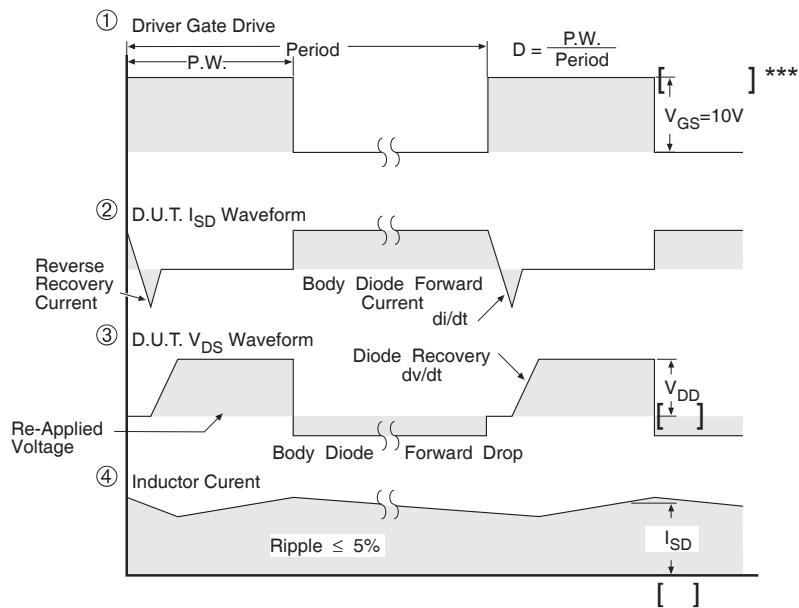 ① Driver Gate Drive
Period
P.W.
D = P.W. / Period
[ ] ***
V_GS=10V
② D.U.T. I_SD Waveform
Reverse
Recovery
Current
Body Diode Forward
Current
di/dt
③ D.U.T. V_DS Waveform
Diode Recovery
dv/dt
V_DD
[ ]
Re-Applied
Voltage
Body Diode Forward Drop
④ Inductor Curent
Ripple ≤ 5%
I_SD
[ ]